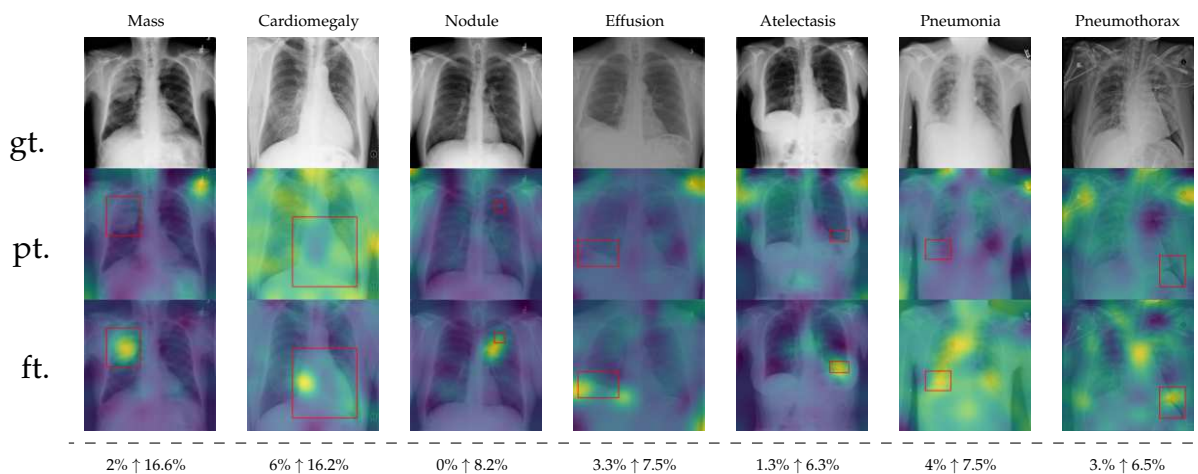 Mass Cardiomegaly Nodule Effusion Atelectasis Pneumonia Pneumothorax
gt.
pt.
ft.
2% ↑ 16.6% 6% ↑ 16.2% 0% ↑ 8.2% 3.3% ↑ 7.5% 1.3% ↑ 6.3% 4% ↑ 7.5% 3.% ↑ 6.5%